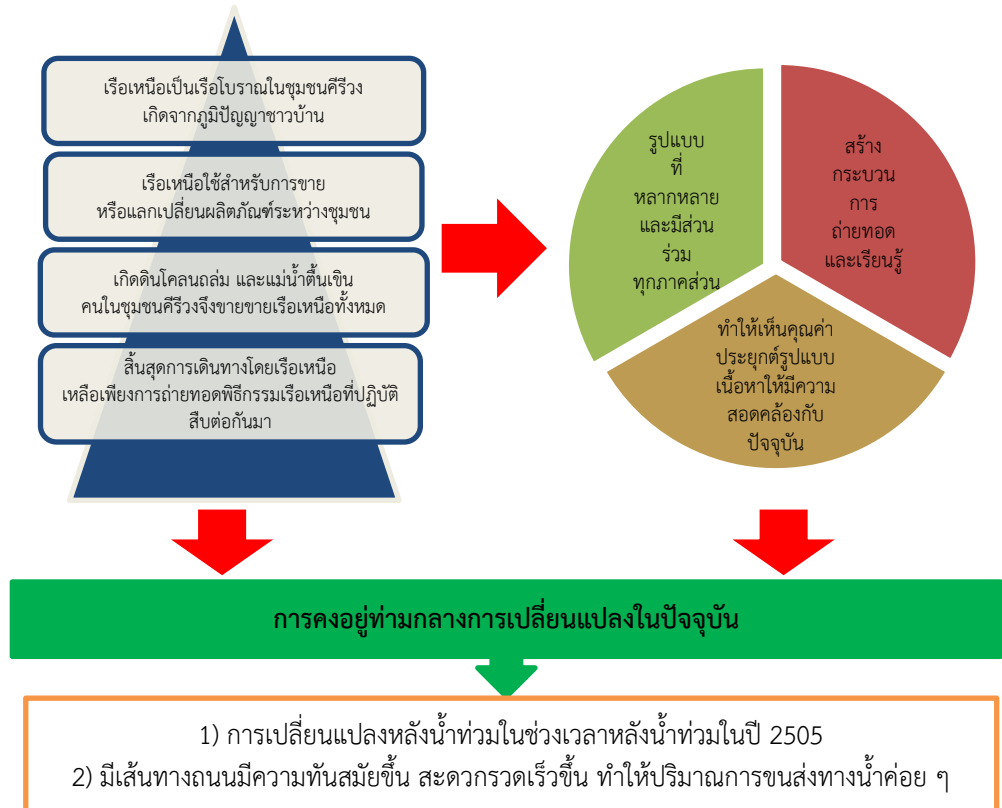 เรือเหนือเป็นเรือโบราณในชุมชนคีรีวง
เกิดจากภูมิปัญญาชาวบ้าน
เรือเหนือใช้สำหรับการขาย
หรือแลกเปลี่ยนผลิตภัณฑ์ระหว่างชุมชน
เกิดดินโคลนถล่ม และแม่น้ำตื้นเขิน
คนในชุมชนคีรีวงจึงขายขายเรือเหนือทั้งหมด
สิ้นสุดการเดินทางโดยเรือเหนือ
เหลือเพียงการถ่ายทอดพิธีกรรมเรือเหนือที่ปฏิบัติ
สืบต่อกันมา
รูปแบบ
ที่
หลากหลาย
และมีส่วน
ร่วม
ทุกภาคส่วน
สร้าง
กระบวน
การ
ถ่ายทอด
และเรียนรู้
ทำให้เห็นคุณค่า
ประยุกต์รูปแบบ
เนื้อหาให้มีความ
สอดคล้องกับ
ปัจจุบัน
การคงอยู่ท่ามกลางการเปลี่ยนแปลงในปัจจุบัน
1) การเปลี่ยนแปลงหลังน้ำท่วมในช่วงเวลาหลังน้ำท่วมในปี 2505
2) มีเส้นทางถนนมีความทันสมัยขึ้น สะดวกรวดเร็วขึ้น ทำให้ปริมาณการขนส่งทางน้ำค่อย ๆ